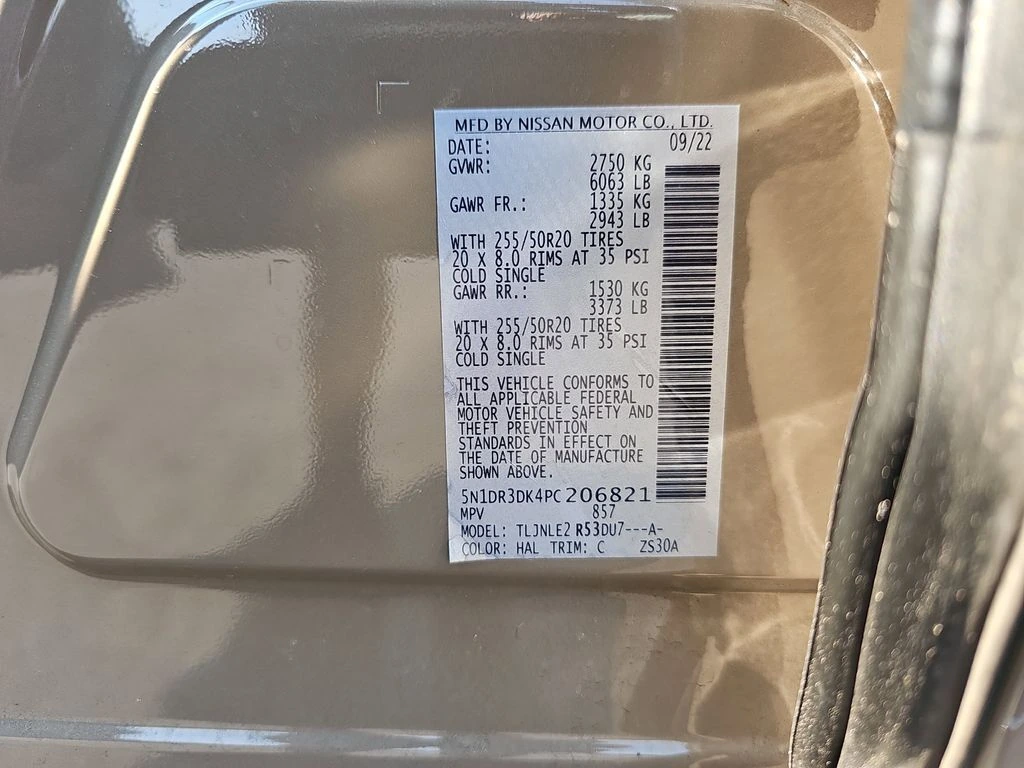 MFD BY NISSAN MOTOR CO., LTD.
DATE: 09/22
GVWR: 2750 KG
6063 LB
GAWR FR.: 1335 KG
2943 LB
WITH 255/50R20 TIRES
20 X 8.0 RIMS AT 35 PSI
COLD SINGLE
GAWR RR.: 1530 KG
3373 LB
WITH 255/50R20 TIRES
20 X 8.0 RIMS AT 35 PSI
COLD SINGLE
THIS VEHICLE CONFORMS TO
ALL APPLICABLE FEDERAL
MOTOR VEHICLE SAFETY AND
THEFT PREVENTION
STANDARDS IN EFFECT ON
THE DATE OF MANUFACTURE
SHOWN ABOVE.
5N1DR3DK4PC206821
MPV 857
MODEL: TLJNLE2 R53DU7---A-
COLOR: HAL TRIM: C ZS30A